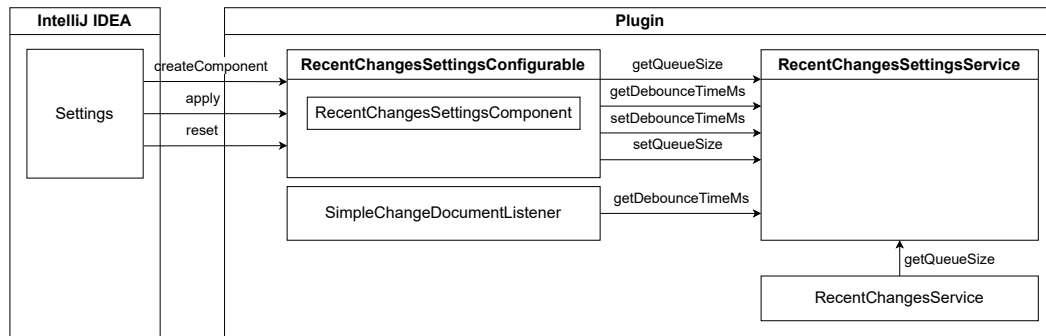 IntelliJ IDEA
Plugin
Settings
createComponent
apply
reset
RecentChangesSettingsConfigurable
RecentChangesSettingsComponent
getQueueSize
getDebounceTimeMs
setDebounceTimeMs
setQueueSize
RecentChangesSettingsService
SimpleChangeDocumentListener
getDebounceTimeMs
getQueueSize
RecentChangesService